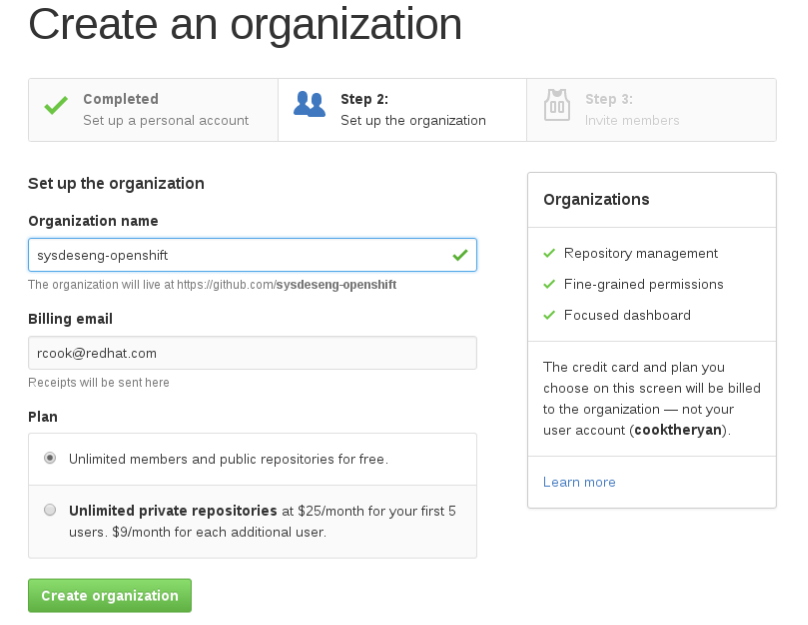 Create an organization
Completed
Set up a personal account
Step 2:
Set up the organization
Step 3:
Invite members
Set up the organization
Organization name
sysdeseng-openshift
The organization will live at https://github.com/sysdeseng-openshift
Billing email
rcook@redhat.com
Receipts will be sent here
Plan
Unlimited members and public repositories for free.
Unlimited private repositories at $25/month for your first 5
users. $9/month for each additional user.
Create organization
Organizations
Repository management
Fine-grained permissions
Focused dashboard
The credit card and plan you
choose on this screen will be billed
to the organization — not your
user account (cooktheryan).
Learn more